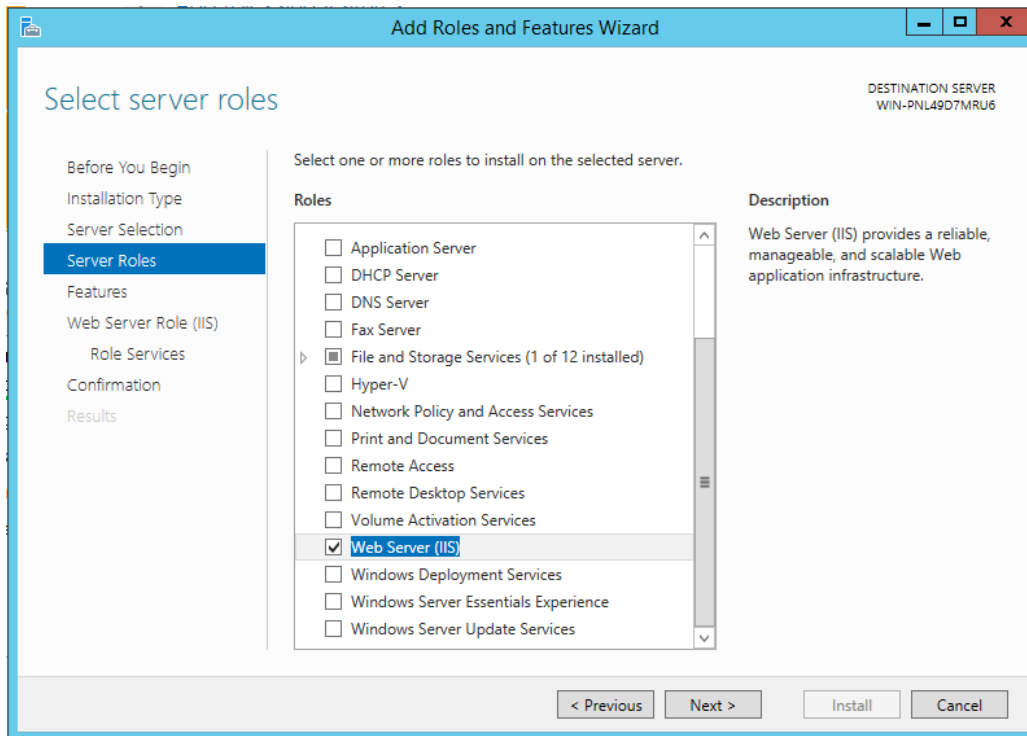 Add Roles and Features Wizard
Select server roles
DESTINATION SERVER
WIN-PNL49D7MRU6
Before You Begin
Installation Type
Server Selection
Server Roles
Features
Web Server Role (IIS)
Role Services
Confirmation
Results
Select one or more roles to install on the selected server.
Roles
Application Server
DHCP Server
DNS Server
Fax Server
File and Storage Services (1 of 12 installed)
Hyper-V
Network Policy and Access Services
Print and Document Services
Remote Access
Remote Desktop Services
Volume Activation Services
Web Server (IIS)
Windows Deployment Services
Windows Server Essentials Experience
Windows Server Update Services
Description
Web Server (IIS) provides a reliable,
manageable, and scalable Web
application infrastructure.
< Previous
Next >
Install
Cancel